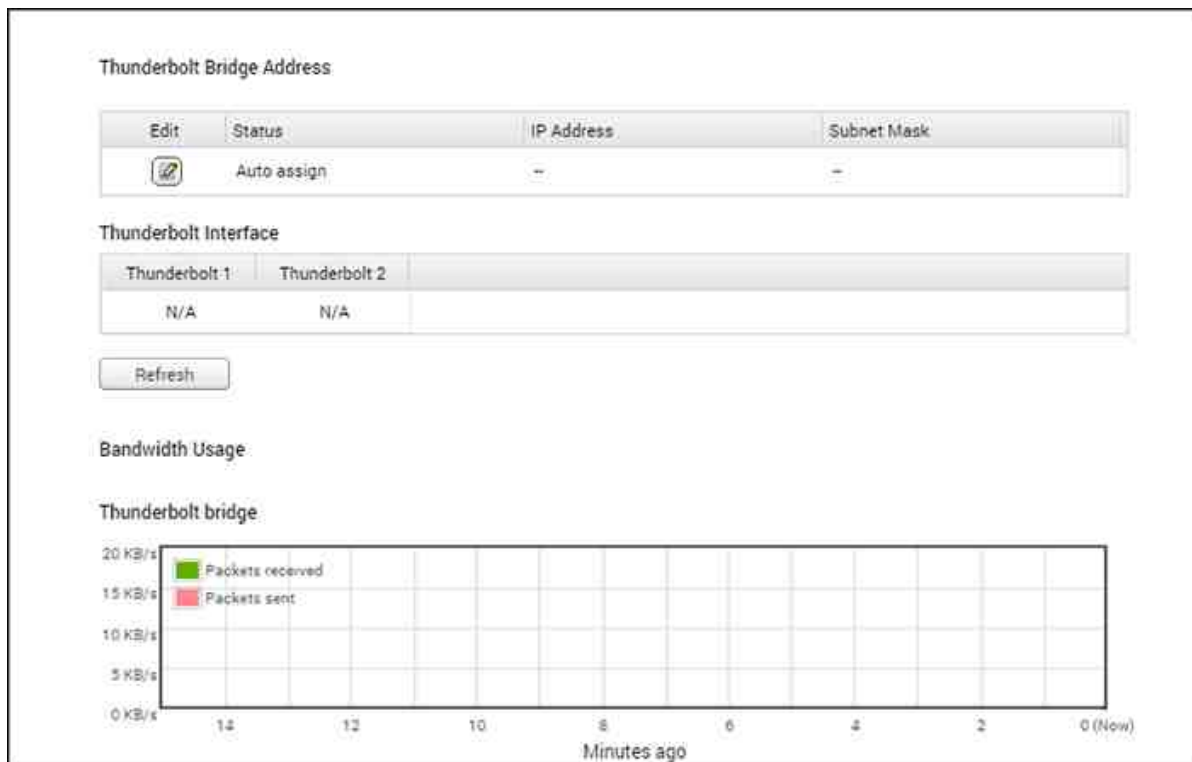 Thunderbolt Bridge Address
Edit Status IP Address Subnet Mask
Auto assign -- --
Thunderbolt Interface
Thunderbolt 1 Thunderbolt 2
N/A N/A
Refresh
Bandwidth Usage
Thunderbolt bridge
20 KB/s
Packets received
15 KB/s
Packets sent
10 KB/s
5 KB/s
0 KB/s
14 12 10 8 6 4 2 0 (Now)
Minutes ago